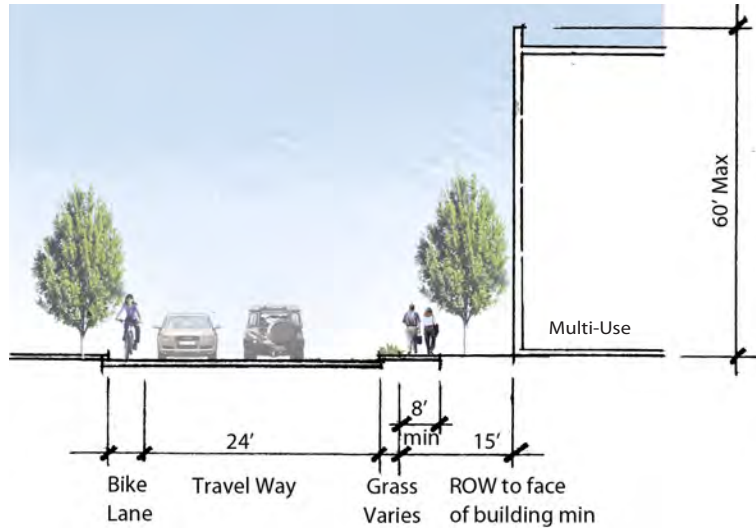 60' Max
Multi-Use
8'
min
24'
15'
Bike
Lane
Travel Way
Grass
Varies
ROW to face
of building min